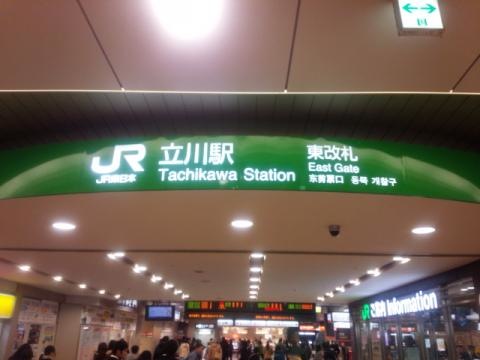 JR
JR東日本
立川駅
Tachikawa Station
東改札
East Gate
东剪票口 동쪽 개찰구
JR Information